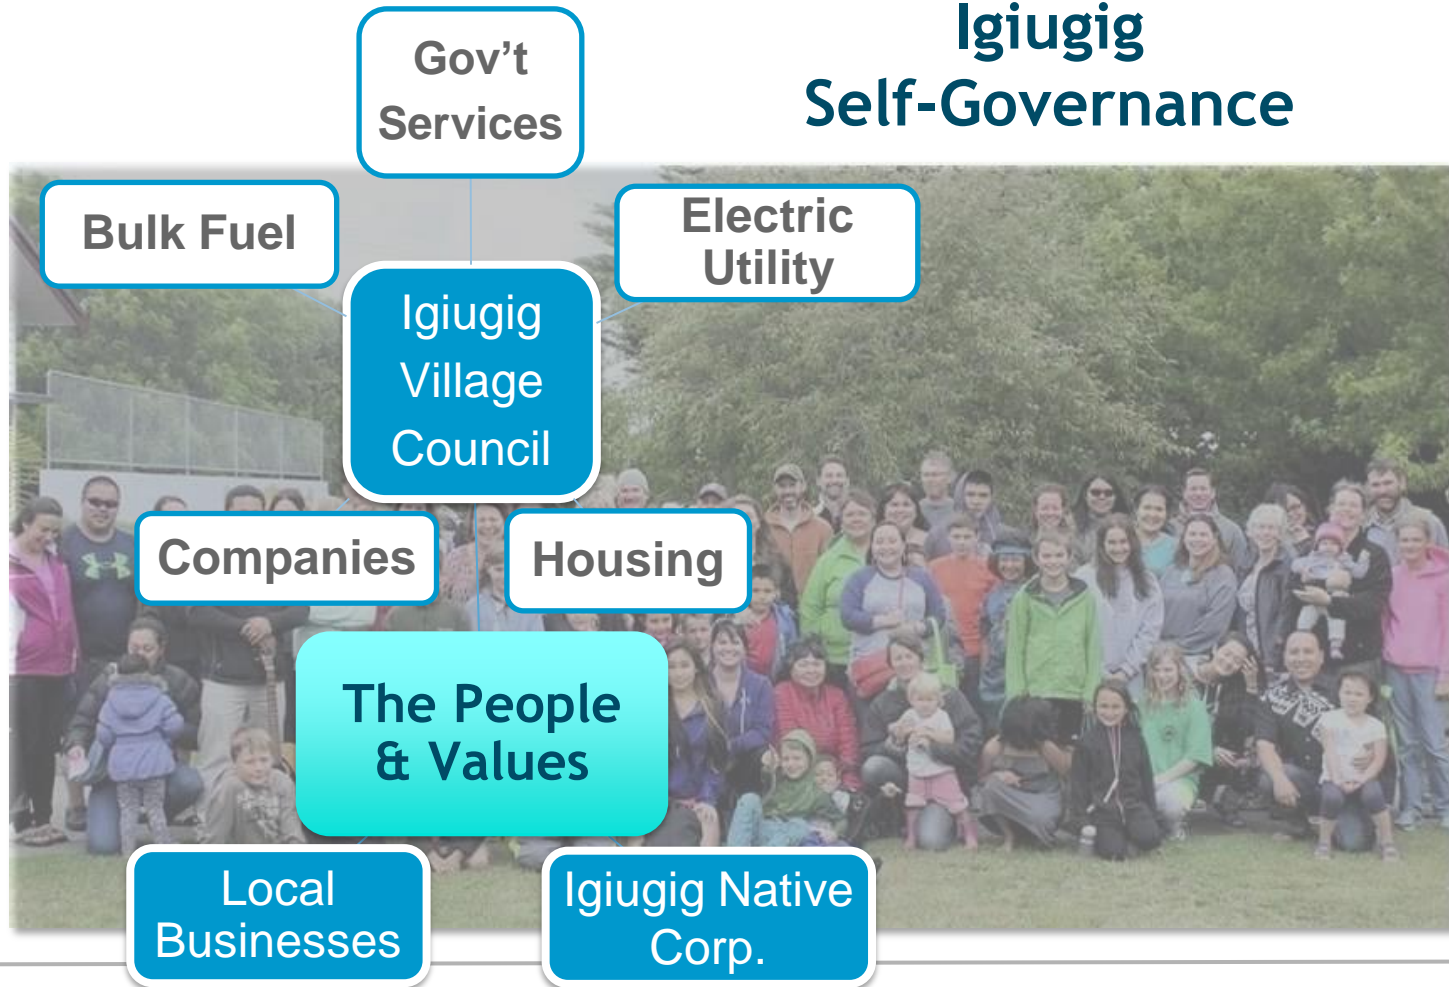 Igiugig
Self-Governance
Gov’t
Services
Bulk Fuel
Electric
Utility
Igiugig
Village
Council
Companies
Housing
The People
& Values
Local
Businesses
Igiugig Native
Corp.